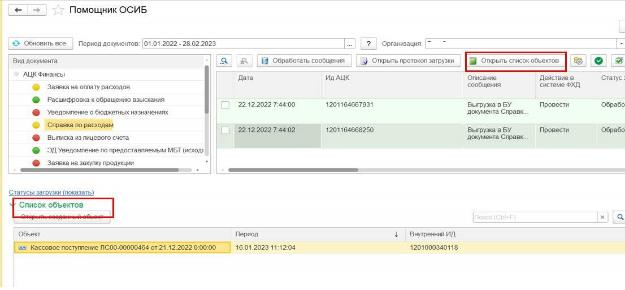 Помощник ОСИБ
Обновить все Период документов: 01.01.2022 - 28.02.2023 ... ? Организация:
Вид документа
АЦК Финансы
Заявка на оплату расходов
Расшифровка к обращению взыскания
Уведомление о бюджетных назначениях
Справка по расходам
Выписка из лицевого счета
ЭД Уведомление по предоставляемым МБТ (исход
Заявка на закупку продукции
Обработать сообщения Открыть протокол загрузки Открыть список объектов
Дата Ид АЦК Описание сообщения Действие в системе ФХД Статус
22.12.2022 7:44:00 1201164667931 Выгрузка в БУ документа Справк... Провести Обрабо
22.12.2022 7:44:02 1201164668250 Выгрузка в БУ документа Справк... Провести Обрабо
Статусы загрузки (показать)
Список объектов
Открыть созданный объект Поиск (Ctrl+F) ×
Объект Период ↓ Внутренний ИД
Кассовое поступление ЛС00-00000464 от 21.12.2022 0:00:00 16.01.2023 11:12:04 1201000340118